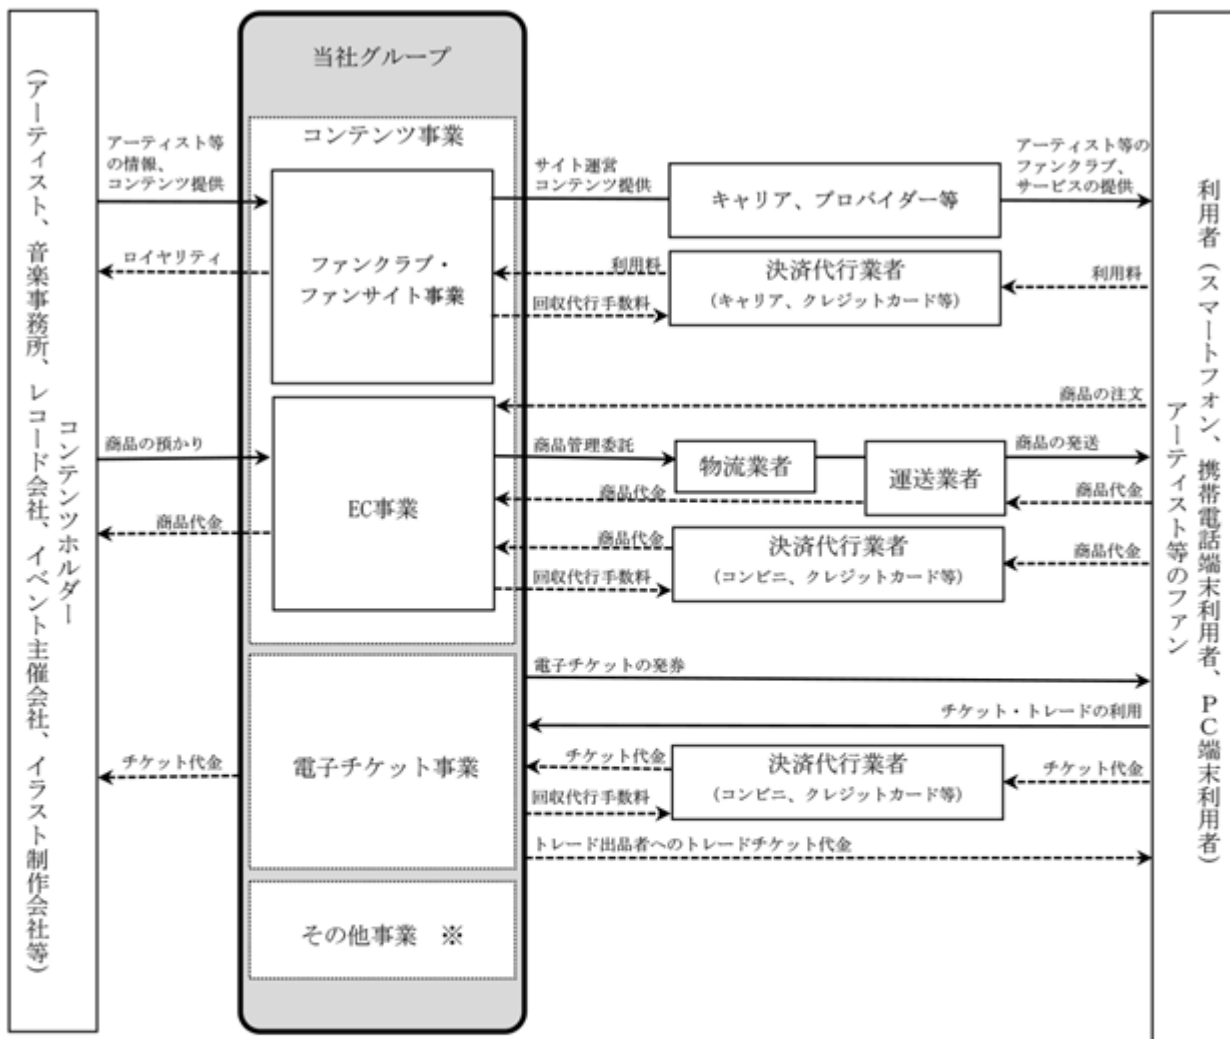 コンテンツホルダー
(アーティスト、音楽事務所、レコード会社、イベント主催会社、イラスト制作会社等)
当社グループ
コンテンツ事業
アーティスト等
の情報、
コンテンツ提供
ロイヤリティ
ファンクラブ・
ファンサイト事業
サイト運営
コンテンツ提供
キャリア、プロバイダー等
アーティスト等の
ファンクラブ、
サービスの提供
利用料
回収代行手数料
決済代行業者
(キャリア、クレジットカード等)
利用料
商品の注文
商品の預かり
商品代金
EC事業
商品管理委託
物流業者
運送業者
商品の発送
商品代金
商品代金
商品代金
回収代行手数料
決済代行業者
(コンビニ、クレジットカード等)
商品代金
電子チケットの発券
チケット・トレードの利用
チケット代金
電子チケット事業
チケット代金
回収代行手数料
決済代行業者
(コンビニ、クレジットカード等)
チケット代金
トレード出品者へのトレードチケット代金
その他事業 ※
利用者(スマートフォン、携帯電話端末利用者、PC端末利用者)
アーティスト等のファン